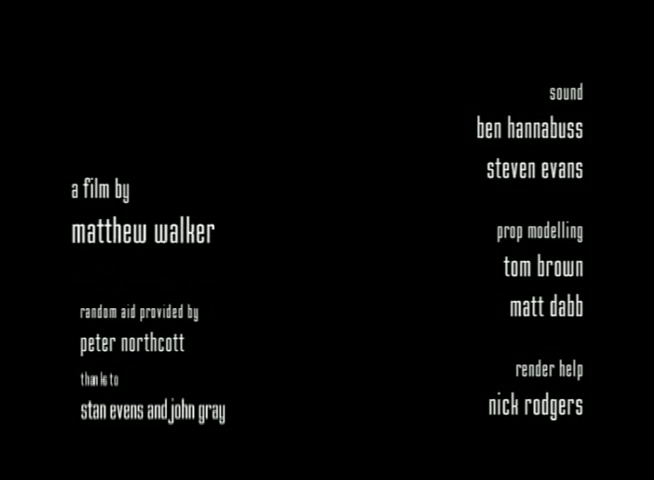 a film by
matthew walker
random aid provided by
peter northcott
thanks to
stan evens and john gray
sound
ben hannabuss
steven evans
prop modelling
tom brown
matt dabb
render help
nick rodgers